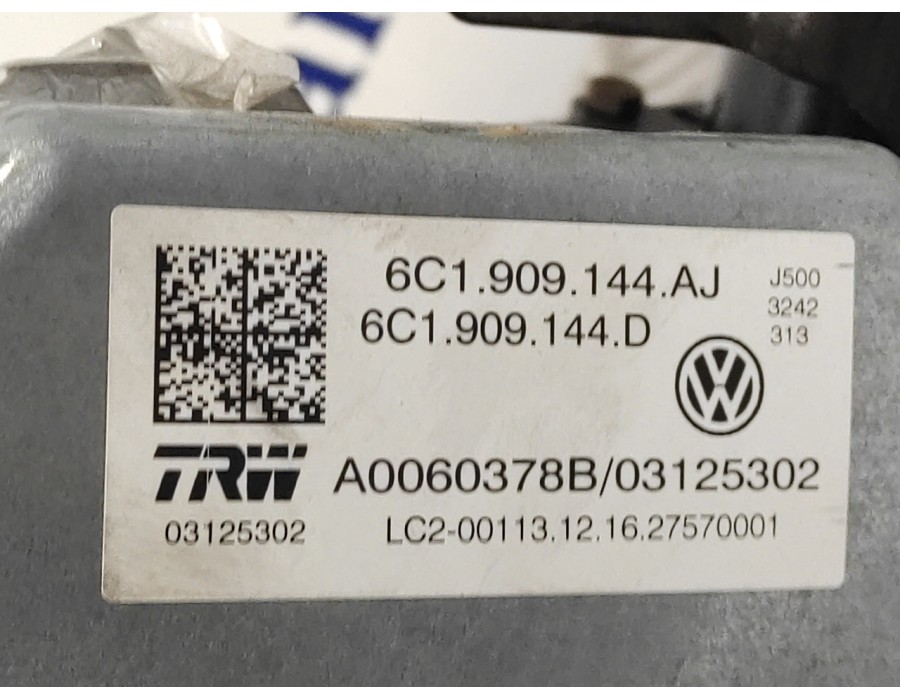 6C1.909.144.AJ
6C1.909.144.D
J500
3242
313
TRW
A0060378B/03125302
03125302
LC2-00113.12.16.27570001